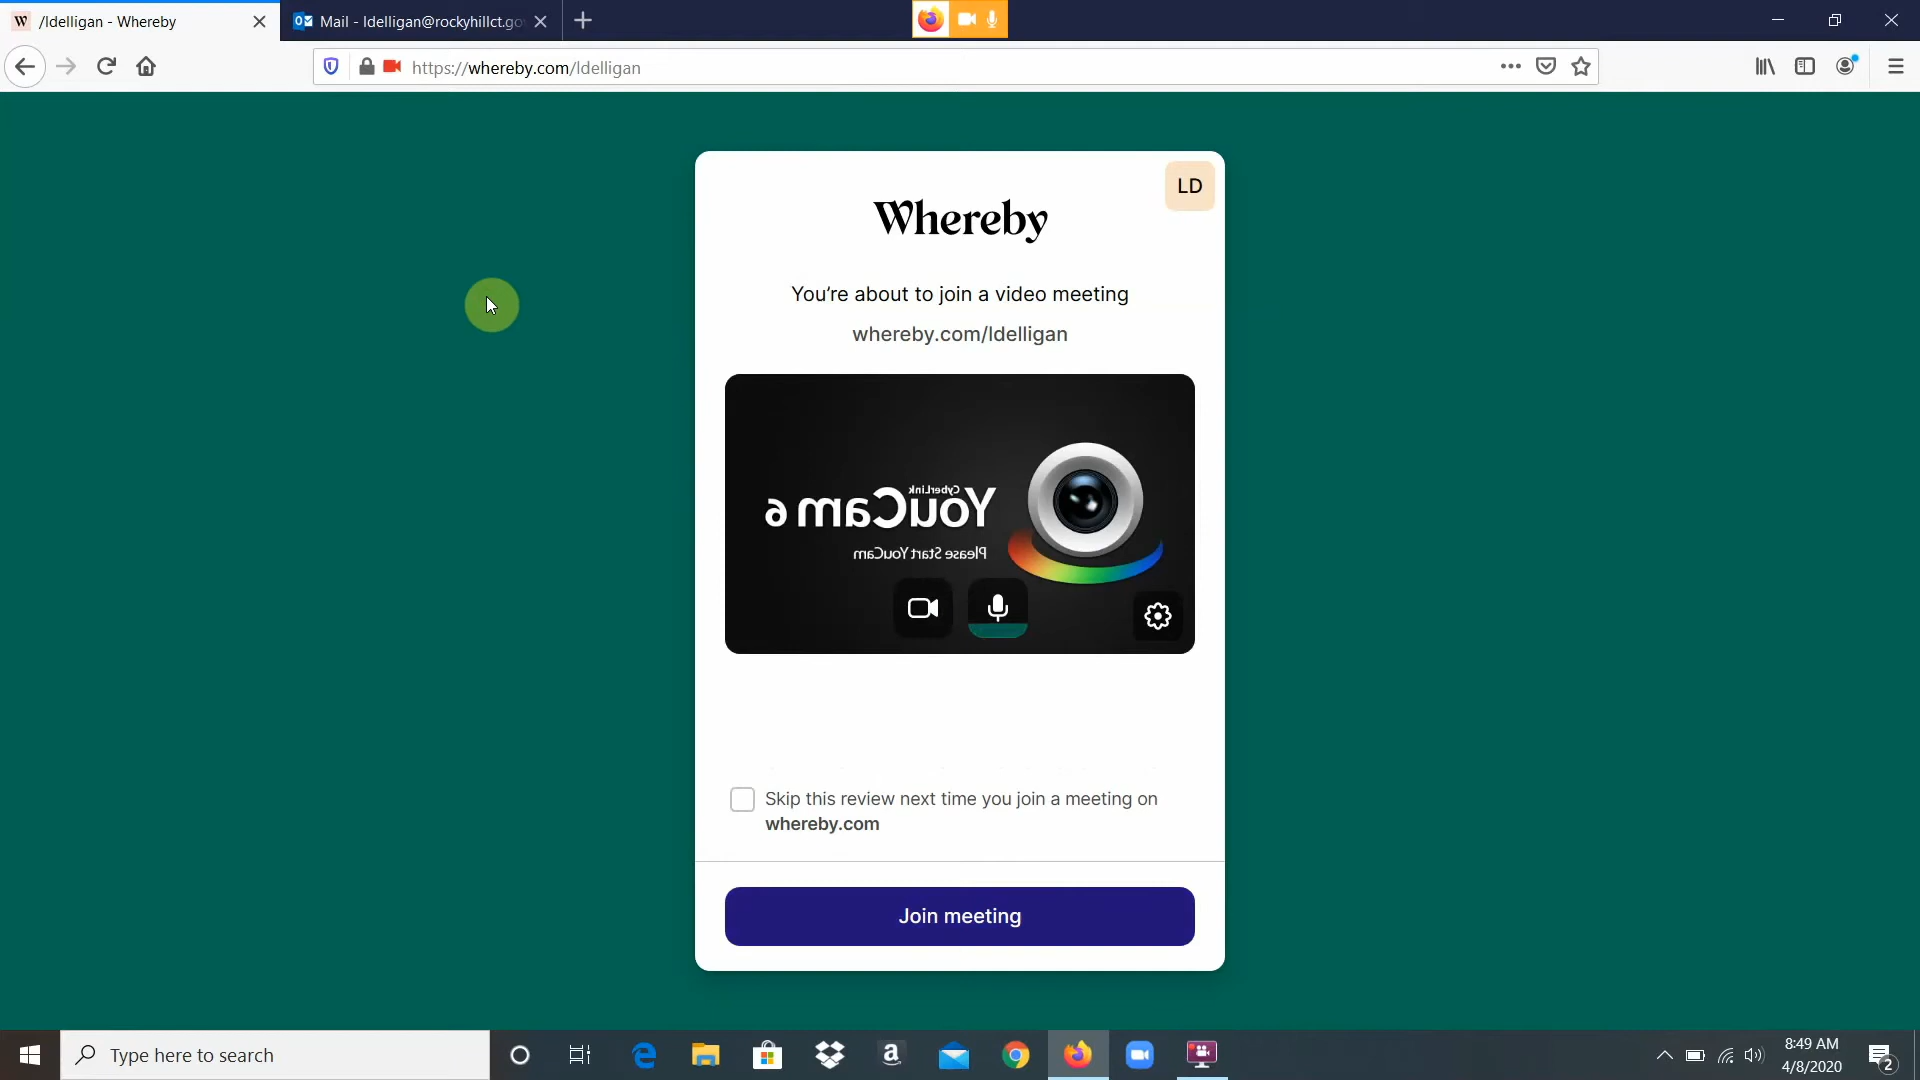 /ldelligan - Whereby
Mail - ldelligan@rockyhillct.go
https://whereby.com/ldelligan
LD
Whereby
You're about to join a video meeting
whereby.com/ldelligan
CyberLink
YouCam 6
Please Start YouCam
Skip this review next time you join a meeting on
whereby.com
Join meeting
Type here to search
8:49 AM
4/8/2020
2